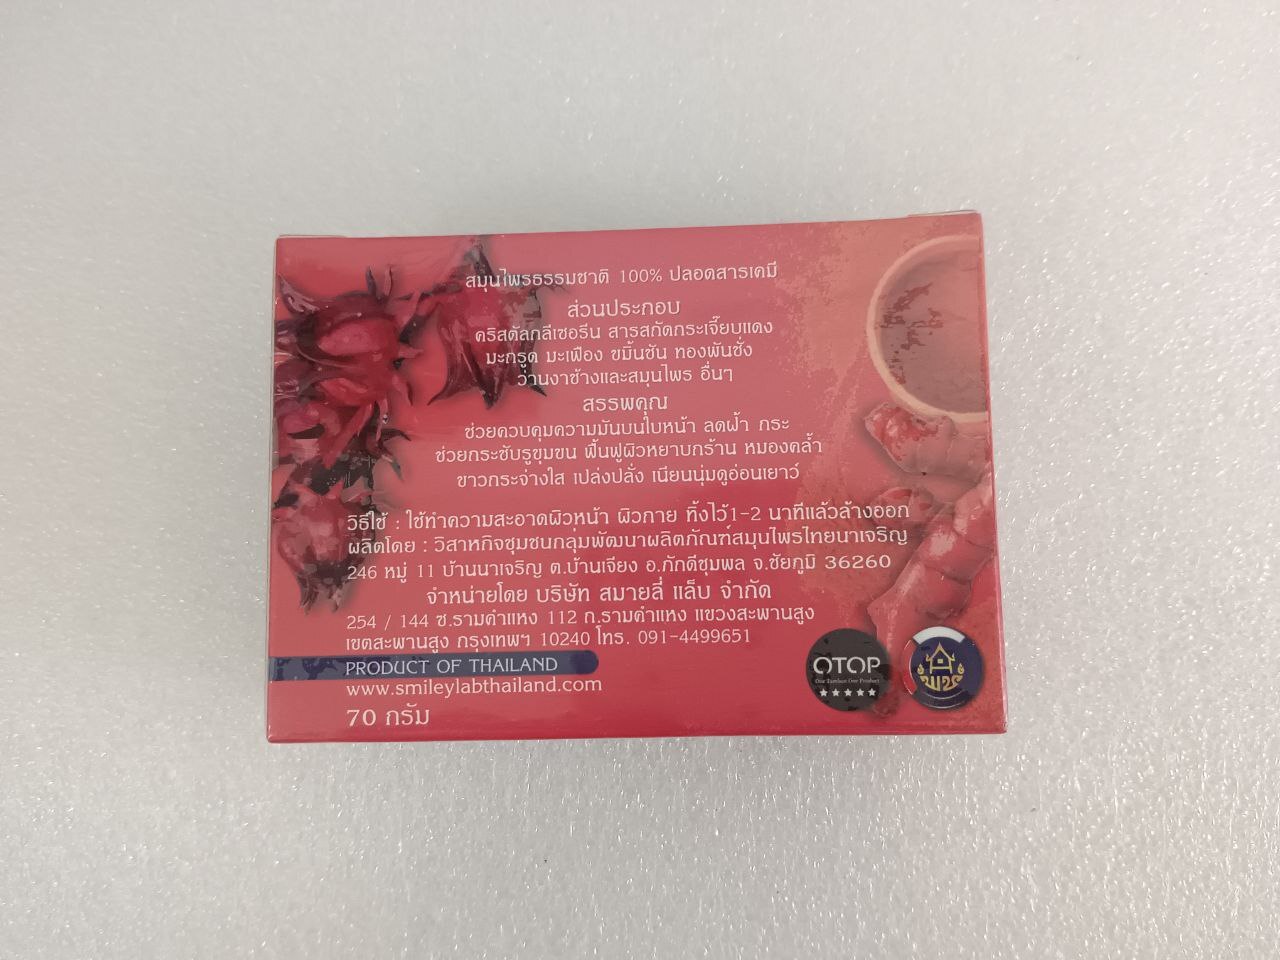 สมุนไพรธรรมชาติ 100% ปลอดสารเคมี
ส่วนประกอบ
คริสตัลกลีเซอรีน สารสกัดกระเจี๊ยบแดง
มะกรูด มะเฟือง ขมิ้นชัน ทองพันชั่ง
ว่านงาช้างและสมุนไพร อื่นๆ
สรรพคุณ
ช่วยควบคุมความมันบนใบหน้า ลดฝ้า กระ
ช่วยกระชับรูขุมขน ฟื้นฟูผิวหยาบกร้าน หมองคล้ำ
ขาวกระจ่างใส เปล่งปลั่ง เนียนนุ่มดูอ่อนเยาว์
วิธีใช้ : ใช้ทำความสะอาดผิวหน้า ผิวกาย ทิ้งไว้1-2 นาทีแล้วล้างออก
ผลิตโดย : วิสาหกิจชุมชนกลุ่มพัฒนาผลิตภัณฑ์สมุนไพรไทยนาเจริญ
246 หมู่ 11 บ้านนาเจริญ ต.บ้านเจียง อ.ภักดีชุมพล จ.ชัยภูมิ 36260
จำหน่ายโดย บริษัท สมายลี่ แล็บ จำกัด
254 / 144 ซ.รามคำแหง 112 ถ.รามคำแหง แขวงสะพานสูง
เขตสะพานสูง กรุงเทพฯ 10240 โทร. 091-4499651
PRODUCT OF THAILAND
www.smileylabthailand.com
70 กรัม
OTOP
One Tambon One Product